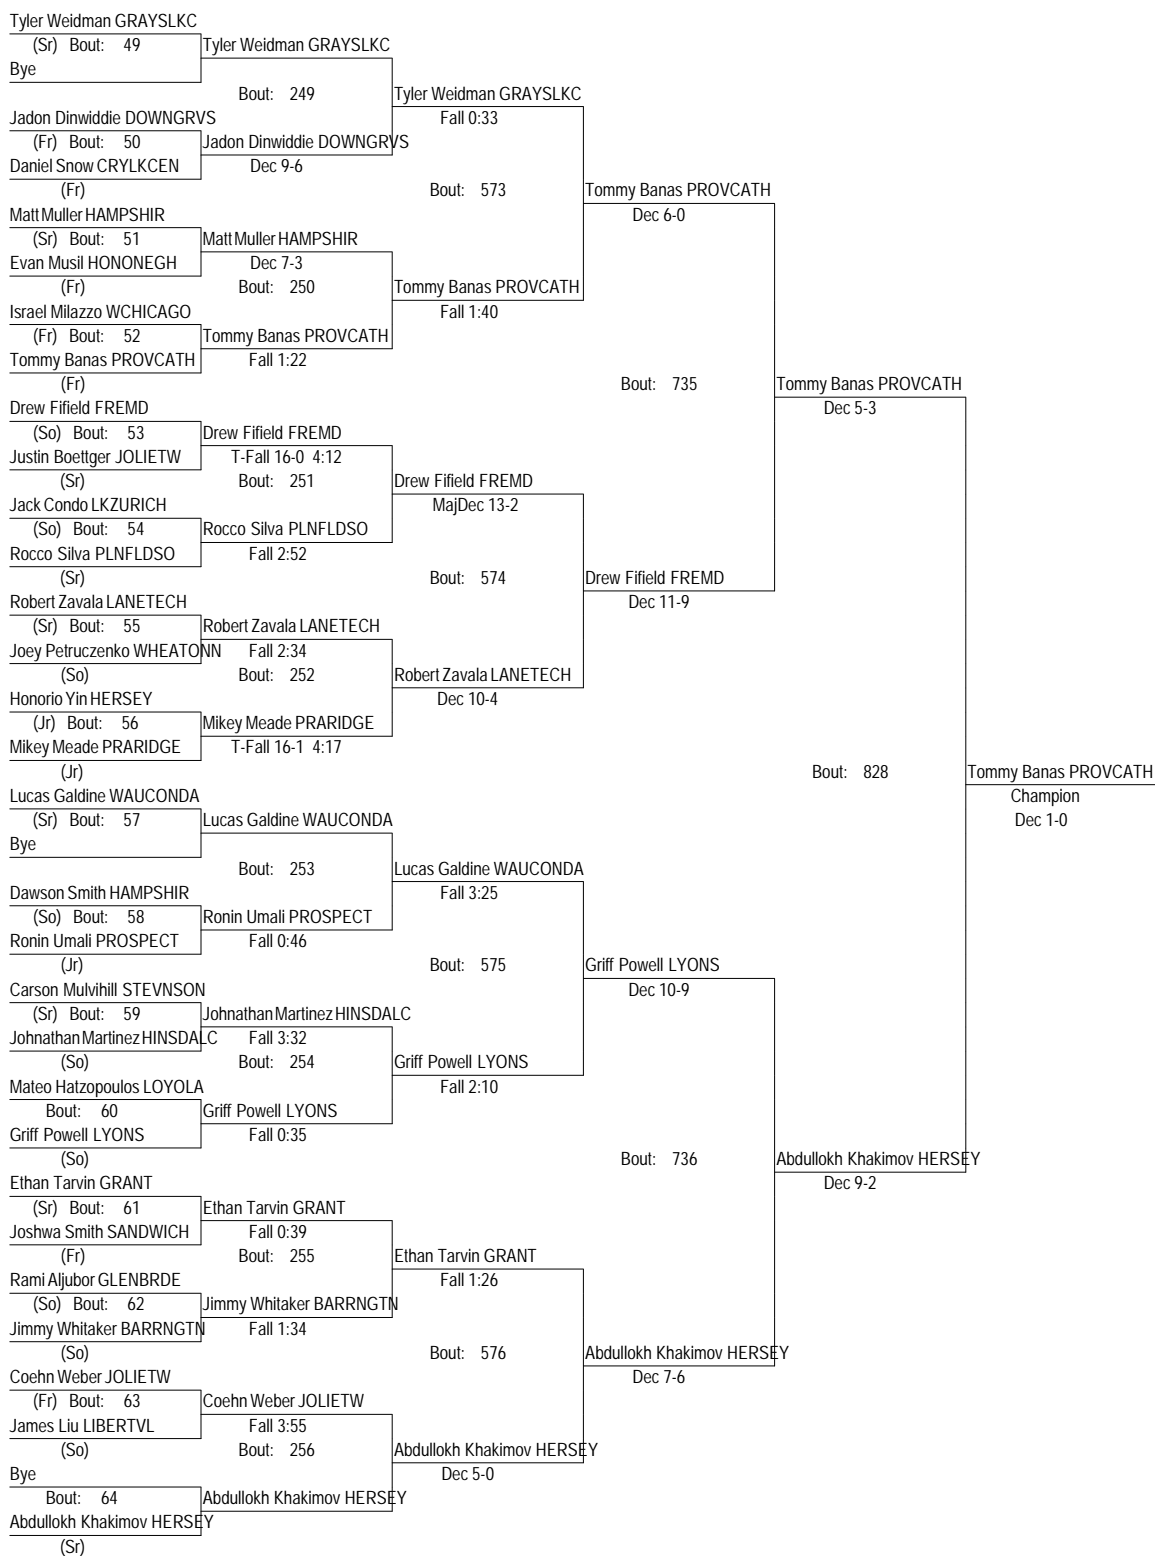 Tyler Weidman GRAYSLKC
(Sr) Bout: 49 Tyler Weidman GRAYSLKC
Bye
Bout: 249 Tyler Weidman GRAYSLKC
Jadon Dinwiddie DOWNGRVS Fall 0:33
(Fr) Bout: 50 Jadon Dinwiddie DOWNGRVS
Daniel Snow CRYLKCEN Dec 9-6
(Fr) Bout: 573 Tommy Banas PROVCATH
Matt Muller HAMPSHIR Dec 6-0
(Sr) Bout: 51 Matt Muller HAMPSHIR
Evan Musil HONONEGH Dec 7-3
(Fr) Bout: 250 Tommy Banas PROVCATH
Israel Milazzo WCHICAGO Fall 1:40
(Fr) Bout: 52 Tommy Banas PROVCATH
Tommy Banas PROVCATH Fall 1:22
(Fr) Bout: 735 Tommy Banas PROVCATH
Drew Fifield FREMD Dec 5-3
(So) Bout: 53 Drew Fifield FREMD
Justin Boettger JOLIETW T-Fall 16-0 4:12
(Sr) Bout: 251 Drew Fifield FREMD
Jack Condo LKZURICH MajDec 13-2
(So) Bout: 54 Rocco Silva PLNFLDSO
Rocco Silva PLNFLDSO Fall 2:52
(Sr) Bout: 574 Drew Fifield FREMD
Robert Zavala LANETECH Dec 11-9
(Sr) Bout: 55 Robert Zavala LANETECH
Joey Petruczenko WHEATONN Fall 2:34
(So) Bout: 252 Robert Zavala LANETECH
Honorio Yin HERSEY Dec 10-4
(Jr) Bout: 56 Mikey Meade PRARIDGE
Mikey Meade PRARIDGE T-Fall 16-1 4:17
(Jr) Bout: 828 Tommy Banas PROVCATH
Lucas Galdine WAUCONDA Champion
(Sr) Bout: 57 Lucas Galdine WAUCONDA Dec 1-0
Bye
Bout: 253 Lucas Galdine WAUCONDA
Dawson Smith HAMPSHIR Fall 3:25
(So) Bout: 58 Ronin Umali PROSPECT
Ronin Umali PROSPECT Fall 0:46
(Jr) Bout: 575 Griff Powell LYONS
Carson Mulvihill STEVNSON Dec 10-9
(Sr) Bout: 59 Johnathan Martinez HINSDALC
Johnathan Martinez HINSDALC Fall 3:32
(So) Bout: 254 Griff Powell LYONS
Mateo Hatzopoulos LOYOLA Fall 2:10
Bout: 60 Griff Powell LYONS
Griff Powell LYONS Fall 0:35
(So) Bout: 736 Abdullokh Khakimov HERSEY
Ethan Tarvin GRANT Dec 9-2
(Sr) Bout: 61 Ethan Tarvin GRANT
Joshwa Smith SANDWICH Fall 0:39
(Fr) Bout: 255 Ethan Tarvin GRANT
Rami Aljubor GLENBRDE Fall 1:26
(So) Bout: 62 Jimmy Whitaker BARRNGTN
Jimmy Whitaker BARRNGTN Fall 1:34
(So) Bout: 576 Abdullokh Khakimov HERSEY
Coehn Weber JOLIETW Dec 7-6
(Fr) Bout: 63 Coehn Weber JOLIETW
James Liu LIBERTVL Fall 3:55
(So) Bout: 256 Abdullokh Khakimov HERSEY
Bye Dec 5-0
Bout: 64 Abdullokh Khakimov HERSEY
Abdullokh Khakimov HERSEY
(Sr)